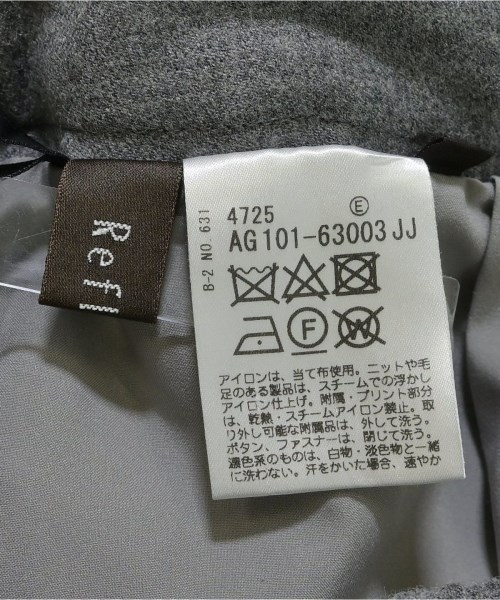 Ref
B-2 NO. 631
4725 E
AG101-63003 JJ
F W
アイロンは、当て布使用。ニットや毛
足のある製品は、スチームでの浮かし
アイロン仕上げ。附属・プリント部分
は、乾熱・スチームアイロン禁止。取
り外し可能な附属品は、外して洗う。
ボタン、ファスナーは、閉じて洗う。
濃色系のものは、白物・淡色物と一緒
に洗わない。汗をかいた場合、速やか